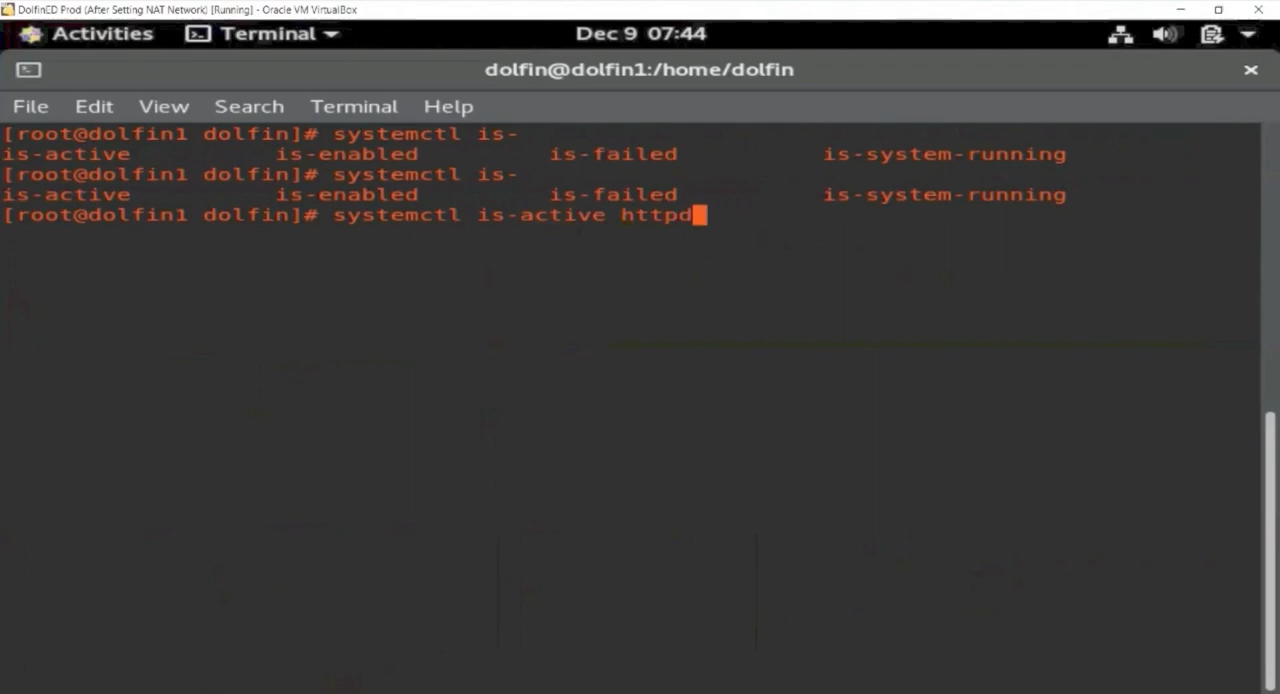 DolfinED Prod (After Setting NAT Network) [Running] - Oracle VM VirtualBox
Activities Terminal Dec 9 07:44
dolfin@dolfin1:/home/dolfin
File Edit View Search Terminal Help
[root@dolfin1 dolfin]# systemctl is-
is-active is-enabled is-failed is-system-running
[root@dolfin1 dolfin]# systemctl is-
is-active is-enabled is-failed is-system-running
[root@dolfin1 dolfin]# systemctl is-active httpd